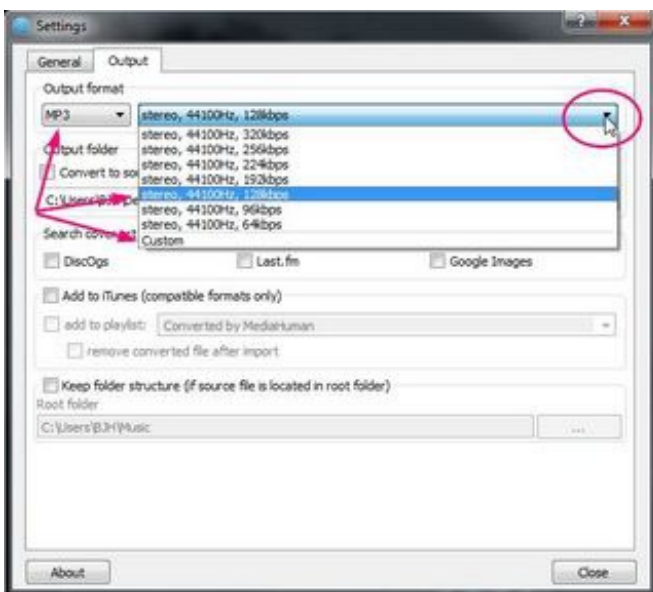 Settings
General Output
Output format
MP3 stereo, 44100Hz, 128kbps
stereo, 44100Hz, 320kbps
stereo, 44100Hz, 256kbps
Output folder
stereo, 44100Hz, 224kbps
Convert to
stereo, 44100Hz, 192kbps
stereo, 44100Hz, 128kbps
stereo, 44100Hz, 96kbps
stereo, 44100Hz, 64kbps
Search
Custom
DiscOgs Last.fm Google Images
Add to iTunes (compatible formats only)
add to playlist: Converted by MediaHuman
remove converted file after import
Keep folder structure (if source file is located in root folder)
Root folder
C:\Users\BJH\Music ...
About Close